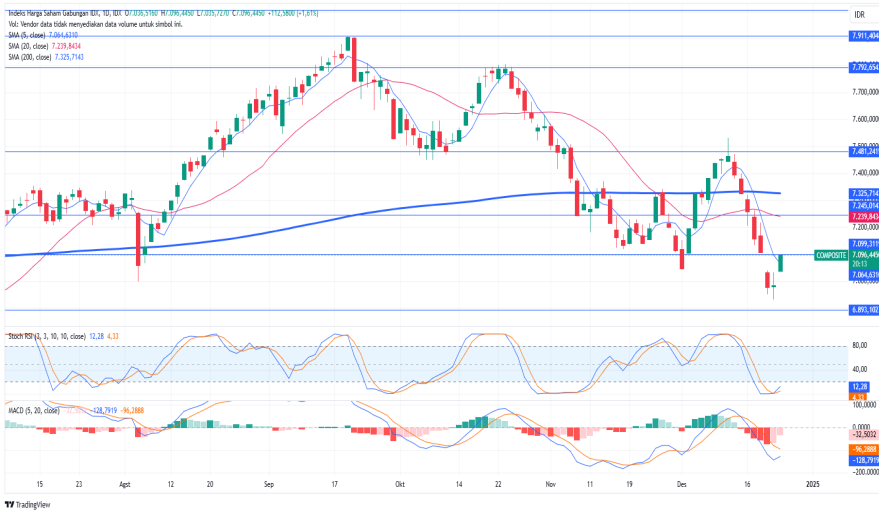 Indeks Harga Saham Gabungan IDX, 1D, IDX O7.036,5160 H7.096,4450 L7.035,7270 C7.096,4450 +112,5800 (+1,61%)
IDR
Vol: Vendor data tidak menyediakan data volume untuk simbol ini.
SMA (5, close) 7.064,6310
SMA (20, close) 7.239,8434
SMA (200, close) 7.325,7143
7.911,404
7.792,654
7.700,0000
7.600,0000
7.481,241
7.400,0000
7.325,714
7.245,014
7.239,843
7.200,0000
7.099,311
COMPOSITE 7.096,445
20:13
7.064,631
6.893,102
Stoch RSI (3, 3, 10, 10, close) 12,28 4,33
80,00
40,00
12,28
4,33
MACD (5, 20, close) −128,7919 −96,2888
100,0000
0,0000
−32,5032
−96,2888
−128,7919
−200,0000
15 23 Agst 12 20 Sep 17 Okt 14 22 Nov 11 19 Des 16 2025
TradingView